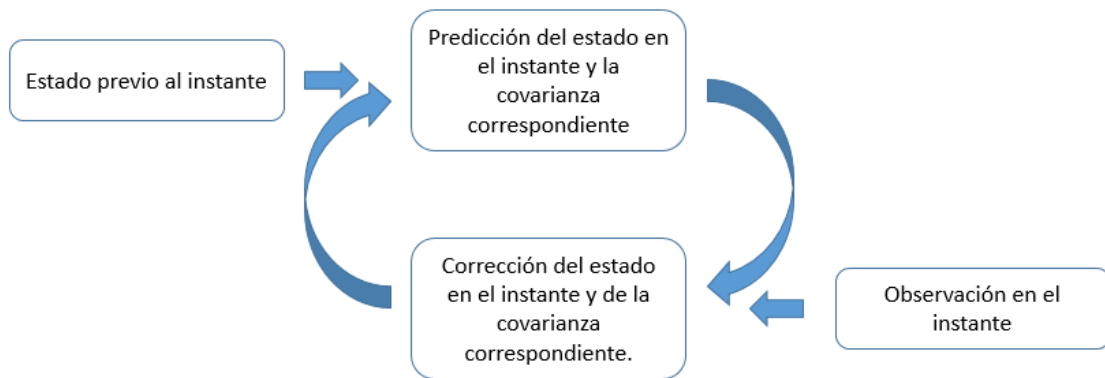 Estado previo al instante
Predicción del estado en
el instante y la
covarianza
correspondiente
Corrección del estado
en el instante y de la
covarianza
correspondiente.
Observación en el
instante